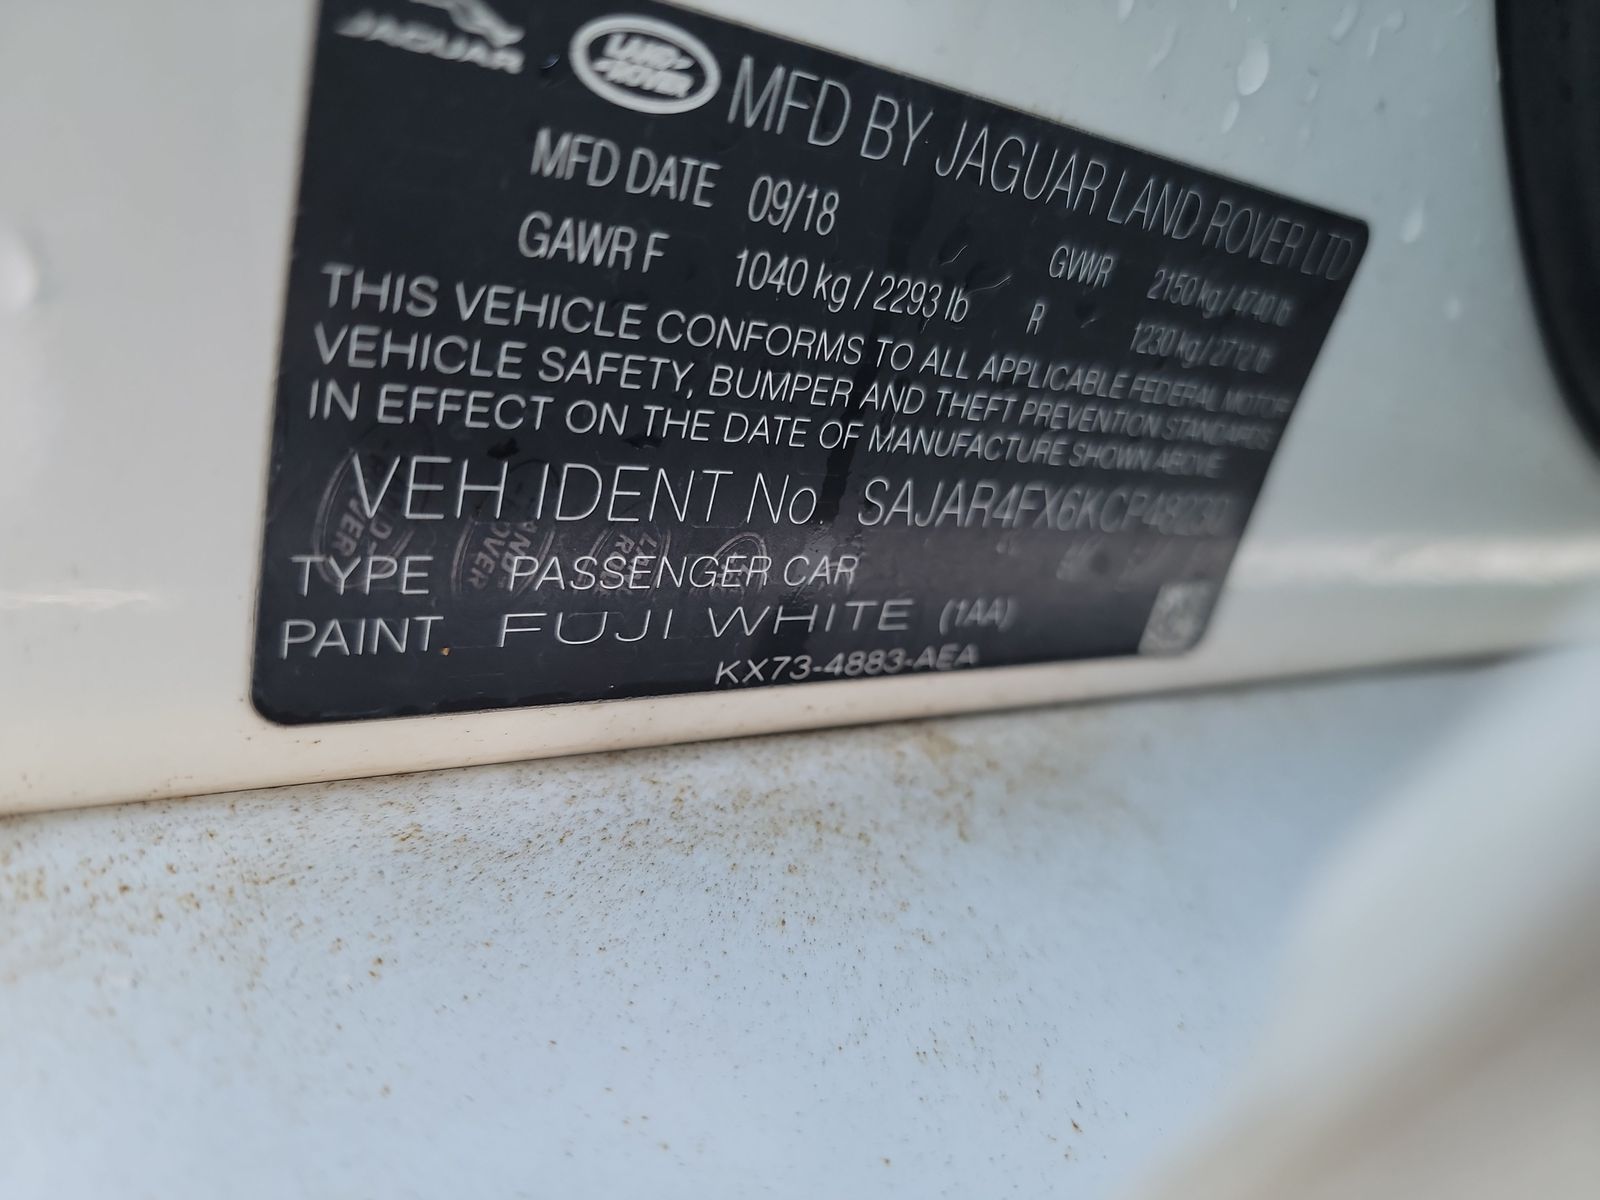 JAGUAR LAND ROVER MFD BY JAGUAR LAND ROVER LTD
MFD DATE 09/18 GVWR 2150 kg / 4740 lb
GAWR F 1040 kg / 2293 lb R 1230 kg / 2712 lb
THIS VEHICLE CONFORMS TO ALL APPLICABLE FEDERAL MOTOR
VEHICLE SAFETY, BUMPER AND THEFT PREVENTION STANDARDS
IN EFFECT ON THE DATE OF MANUFACTURE SHOWN ABOVE
VEH IDENT No. SAJAR4FX6KCP48230
TYPE PASSENGER CAR
PAINT. FUJI WHITE (1AA)
KX73-4883-AEA